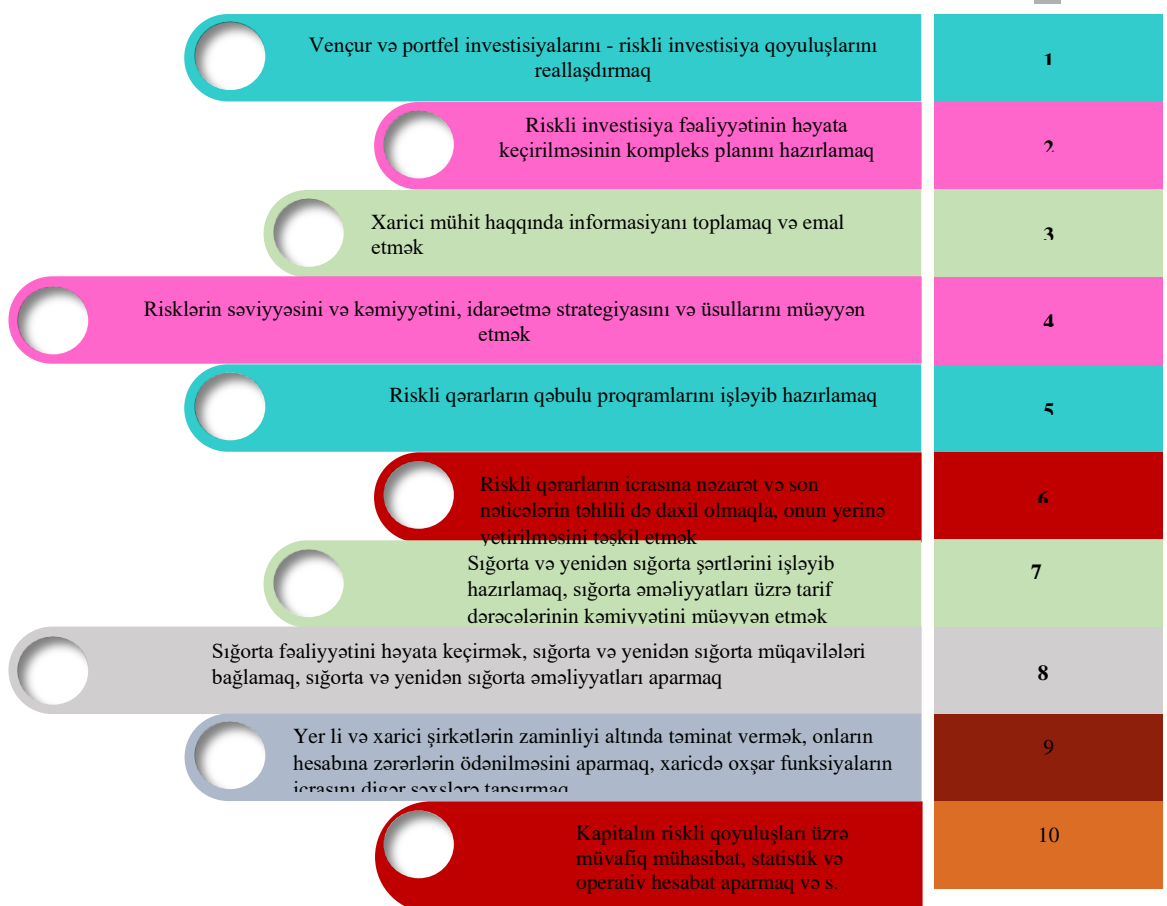 Vençur və portfel investisiyalarını - riskli investisiya qoyuluşlarını
reallaşdırmaq
1
Riskli investisiya fəaliyyətinin həyata
keçirilməsinin kompleks planını hazırlamaq
2
Xarici mühit haqqında informasiyanı toplamaq və emal
etmək
3
Risklərin səviyyəsini və kəmiyyətini, idarəetmə strategiyasını və üsullarını müəyyən
etmək
4
Riskli qərarların qəbulu proqramlarını işləyib hazırlamaq
5
Riskli qərarların icrasına nəzarət və son
nəticələrin təhlili də daxil olmaqla, onun yerinə
yetirilməsini təşkil etmək
6
Sığorta və yenidən sığorta şərtlərini işləyib
hazırlamaq, sığorta əməliyyatları üzrə tarif
dərəcələrinin kəmiyyətini müəyyən etmək
7
Sığorta fəaliyyətini həyata keçirmək, sığorta və yenidən sığorta müqavilələri
bağlamaq, sığorta və yenidən sığorta əməliyyatları aparmaq
8
Yer li və xarici şirkətlərin zaminliyi altında təminat vermək, onların
hesabına zərərlərin ödənilməsini aparmaq, xaricdə oxşar funksiyaların
icrasını digər şəxslərə tapşırmaq
9
Kapitalın riskli qoyuluşları üzrə
müvafiq mühasibat, statistik və
operativ hesabat aparmaq və s.
10